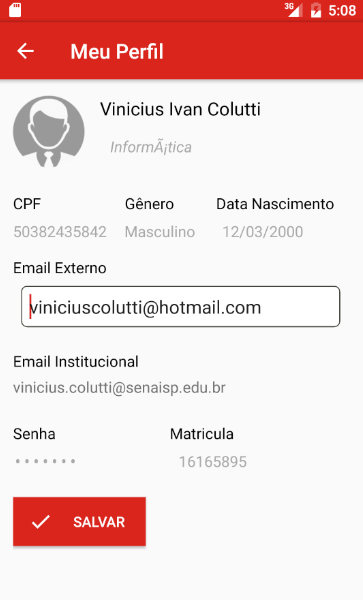 3G 5:08
Meu Perfil
Vinicius Ivan Colutti
InformÃ¡tica
CPF Gênero Data Nascimento
50382435842 Masculino 12/03/2000
Email Externo
viniciuscolutti@hotmail.com
Email Institucional
vinicius.colutti@senaisp.edu.br
Senha Matricula
••••••• 16165895
SALVAR